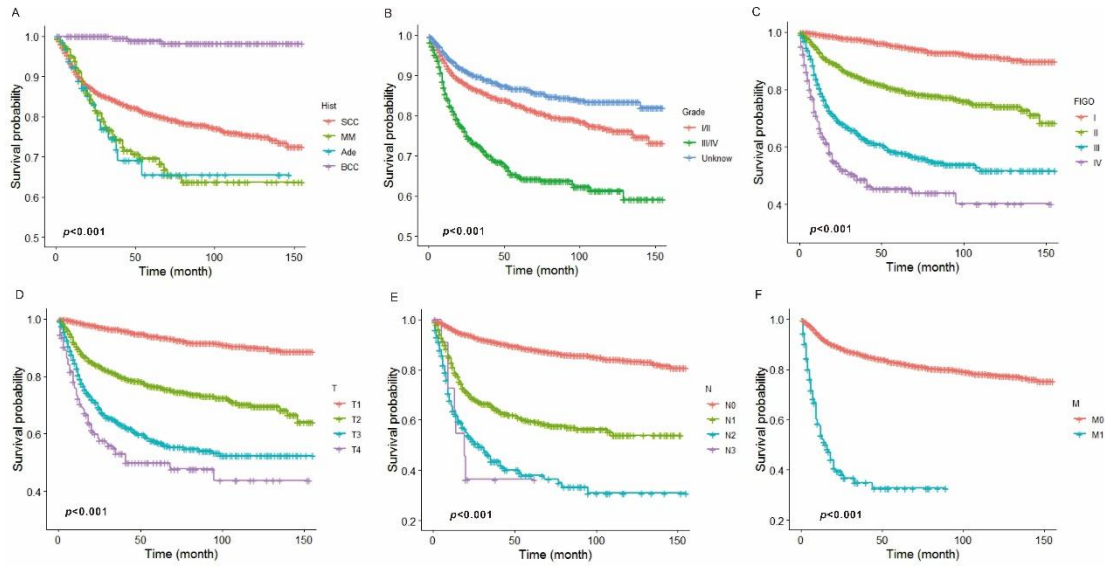 A
Survival probability
1.0
0.9
0.8
0.7
0.6
0.5
p<0.001
0
50
100
150
Time (month)
Hist
SCC
MM
Ade
BCC
B
Survival probability
1.0
0.9
0.8
0.7
0.6
0.5
p<0.001
0
50
100
150
Time (month)
Grade
I/II
III/IV
Unknow
C
Survival probability
1.0
0.8
0.6
0.4
p<0.001
0
50
100
150
Time (month)
FIGO
I
II
III
IV
D
Survival probability
1.0
0.8
0.6
0.4
p<0.001
0
50
100
150
Time (month)
T
T1
T2
T3
T4
E
Survival probability
1.0
0.8
0.6
0.4
0.2
p<0.001
0
50
100
150
Time (month)
N
N0
N1
N2
N3
F
Survival probability
1.0
0.8
0.6
0.4
0.2
p<0.001
0
50
100
150
Time (month)
M
M0
M1